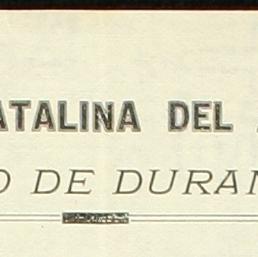 ATALINA DEL
O DE DURAN